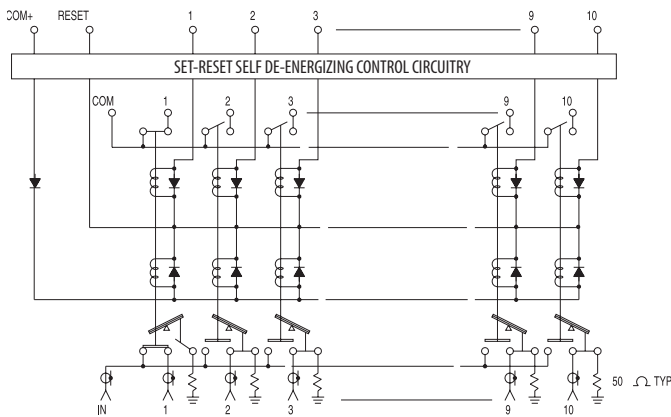 COM+ RESET 1 2 3 9 10
SET-RESET SELF DE-ENERGIZING CONTROL CIRCUITRY
COM 1 2 3 9 10
50 Ω TYP
IN 1 2 3 9 10